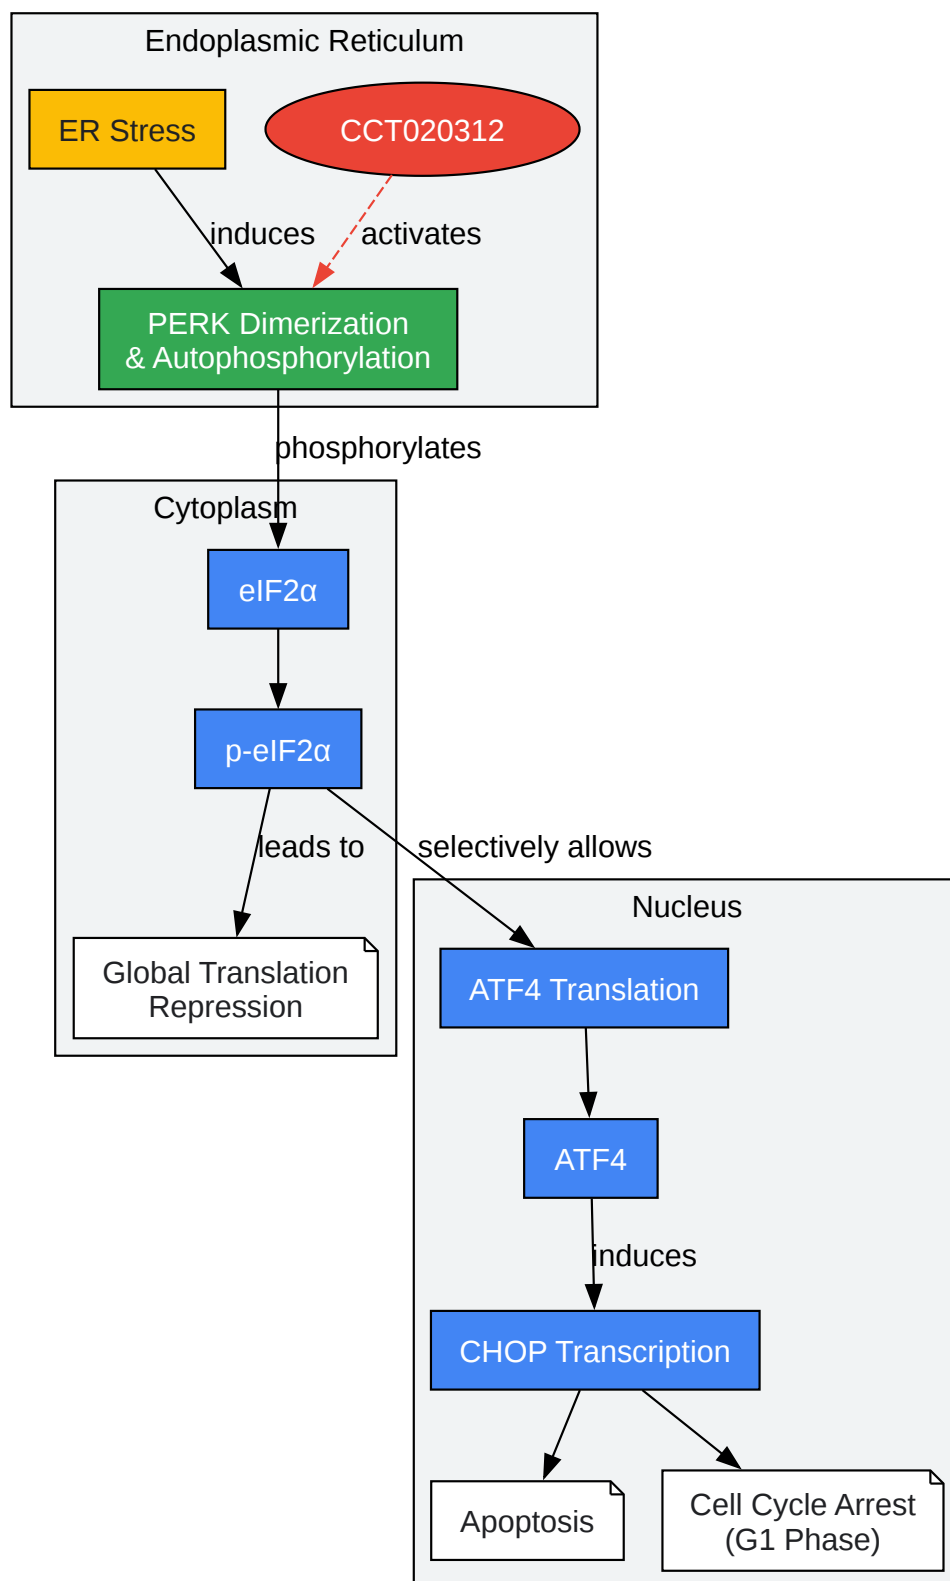 Endoplasmic Reticulum
ER Stress
CCT020312
induces
activates
PERK Dimerization
& Autophosphorylation
phosphorylates
Cytoplasm
eIF2α
p-eIF2α
leads to
selectively allows
Nucleus
Global Translation
Repression
ATF4 Translation
ATF4
induces
CHOP Transcription
Apoptosis
Cell Cycle Arrest
(G1 Phase)